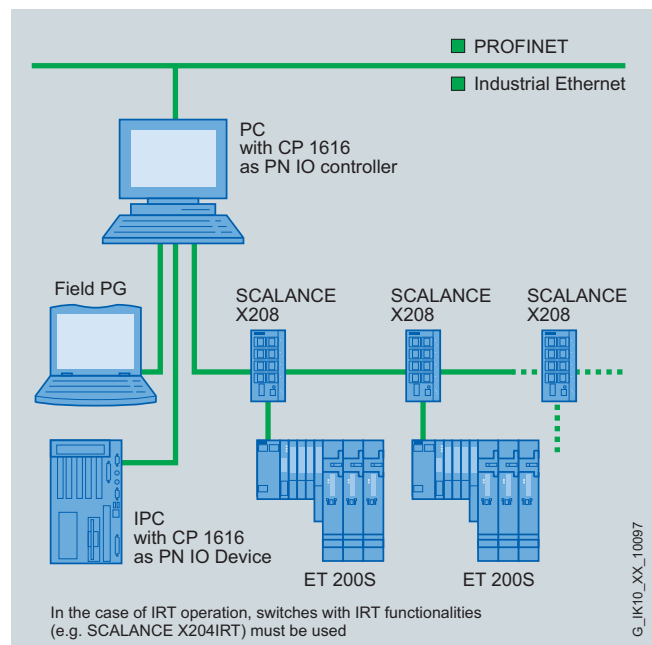 PROFINET
Industrial Ethernet
PC
with CP 1616
as PN IO controller
Field PG
SCALANCE
X208
SCALANCE
X208
SCALANCE
X208
IPC
with CP 1616
as PN IO Device
ET 200S
ET 200S
In the case of IRT operation, switches with IRT functionalities
(e.g. SCALANCE X204IRT) must be used
G_IK10_XX_10097